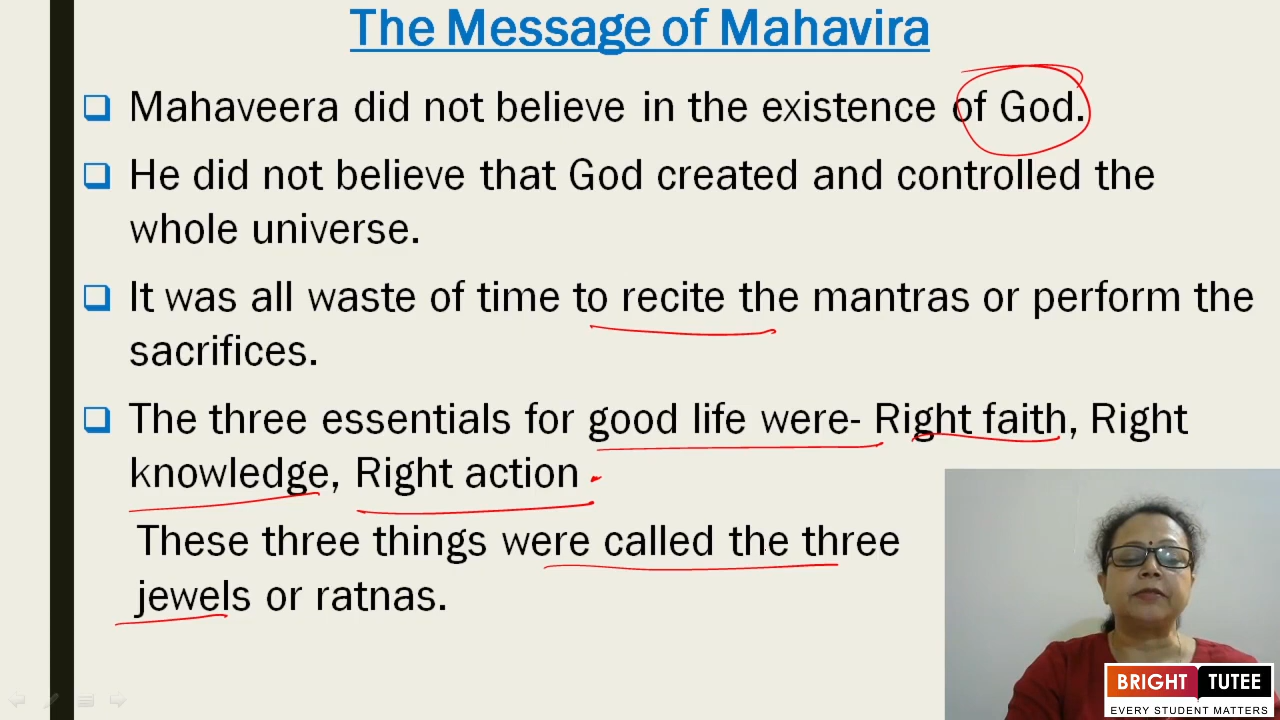 The Message of Mahavira
❑ Mahaveera did not believe in the existence of God.
❑ He did not believe that God created and controlled the
whole universe.
❑ It was all waste of time to recite the mantras or perform the
sacrifices.
❑ The three essentials for good life were- Right faith, Right
knowledge, Right action
These three things were called the three
jewels or ratnas.
BRIGHT TUTEE
EVERY STUDENT MATTERS